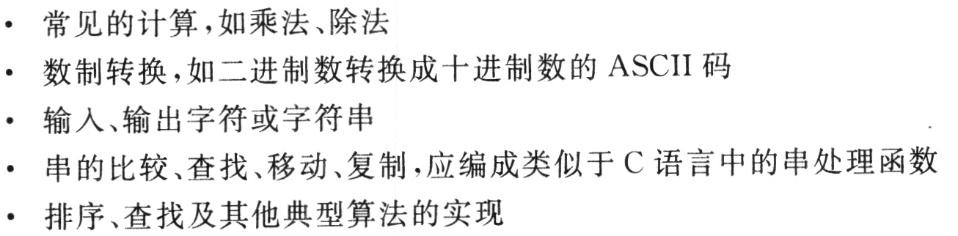 · 常见的计算,如乘法、除法
· 数制转换,如二进制数转换成十进制数的 ASCII 码
· 输入、输出字符或字符串
· 串的比较、查找、移动、复制,应编成类似于 C 语言中的串处理函数
· 排序、查找及其他典型算法的实现